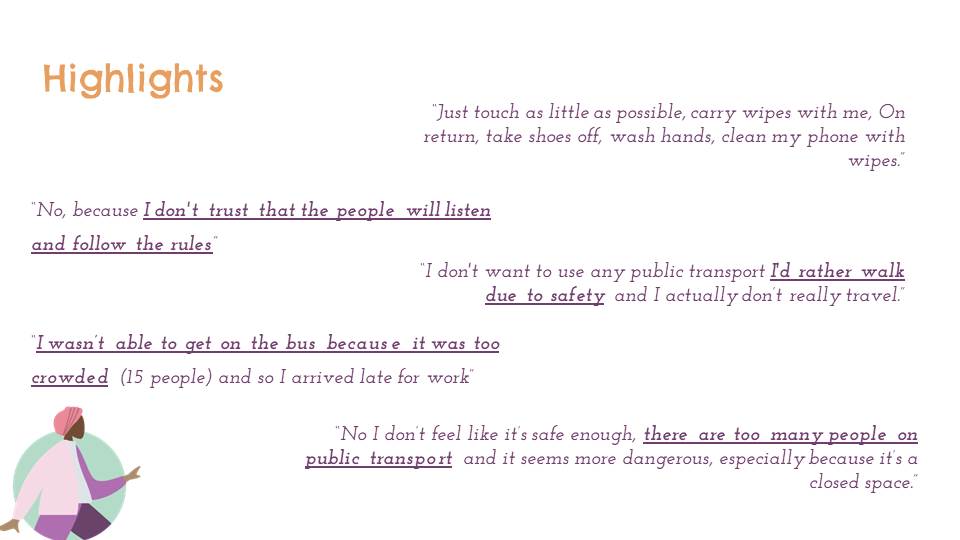 Highlights
“Just touch as little as possible, carry wipes with me, On
return, take shoes off, wash hands, clean my phone with
wipes.”
“No, because I don't trust that the people will listen
and follow the rules”
“I don't want to use any public transport I'd rather walk
due to safety and I actually don’t really travel.”
“I wasn’t able to get on the bus because it was too
crowded (15 people) and so I arrived late for work”
“No I don’t feel like it’s safe enough, there are too many people on
public transport and it seems more dangerous, especially because it’s a
closed space.”